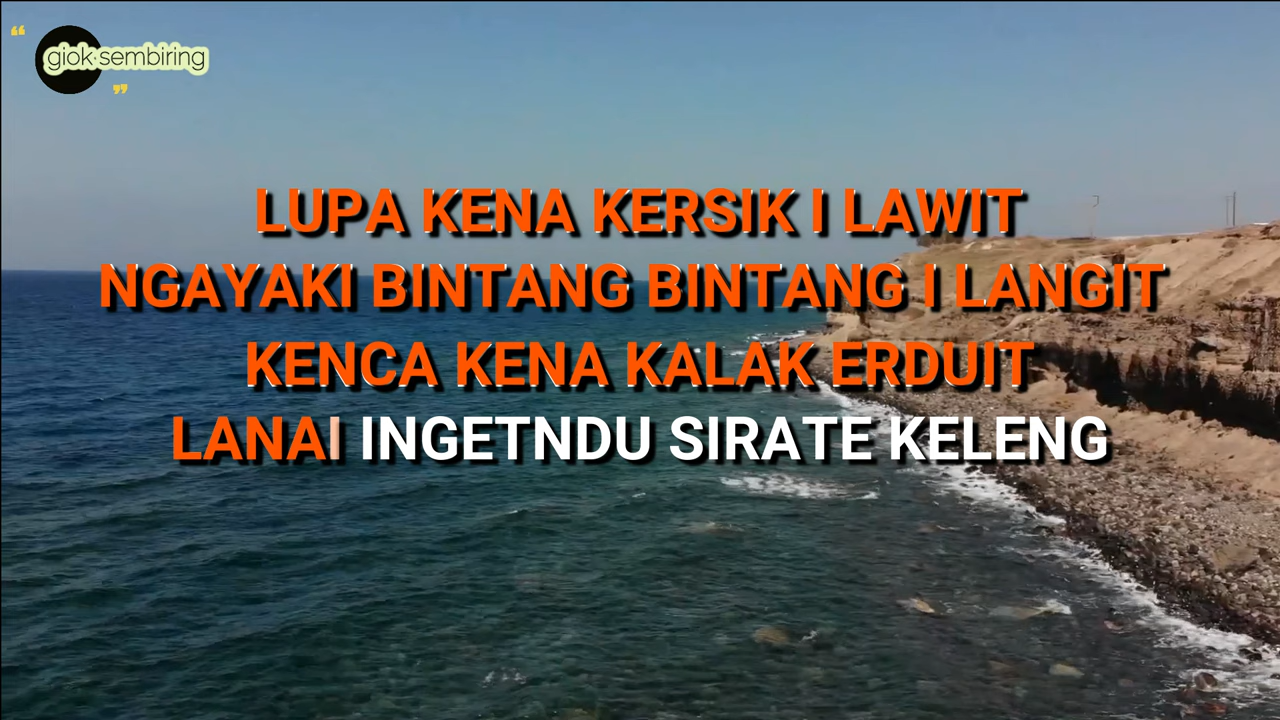 giok sembiring
LUPA KENA KERSIK I LAWIT
NGAYAKI BINTANG BINTANG I LANGIT
KENCA KENA KALAK ERDUIT
LANAI INGETNDU SIRATE KELENG